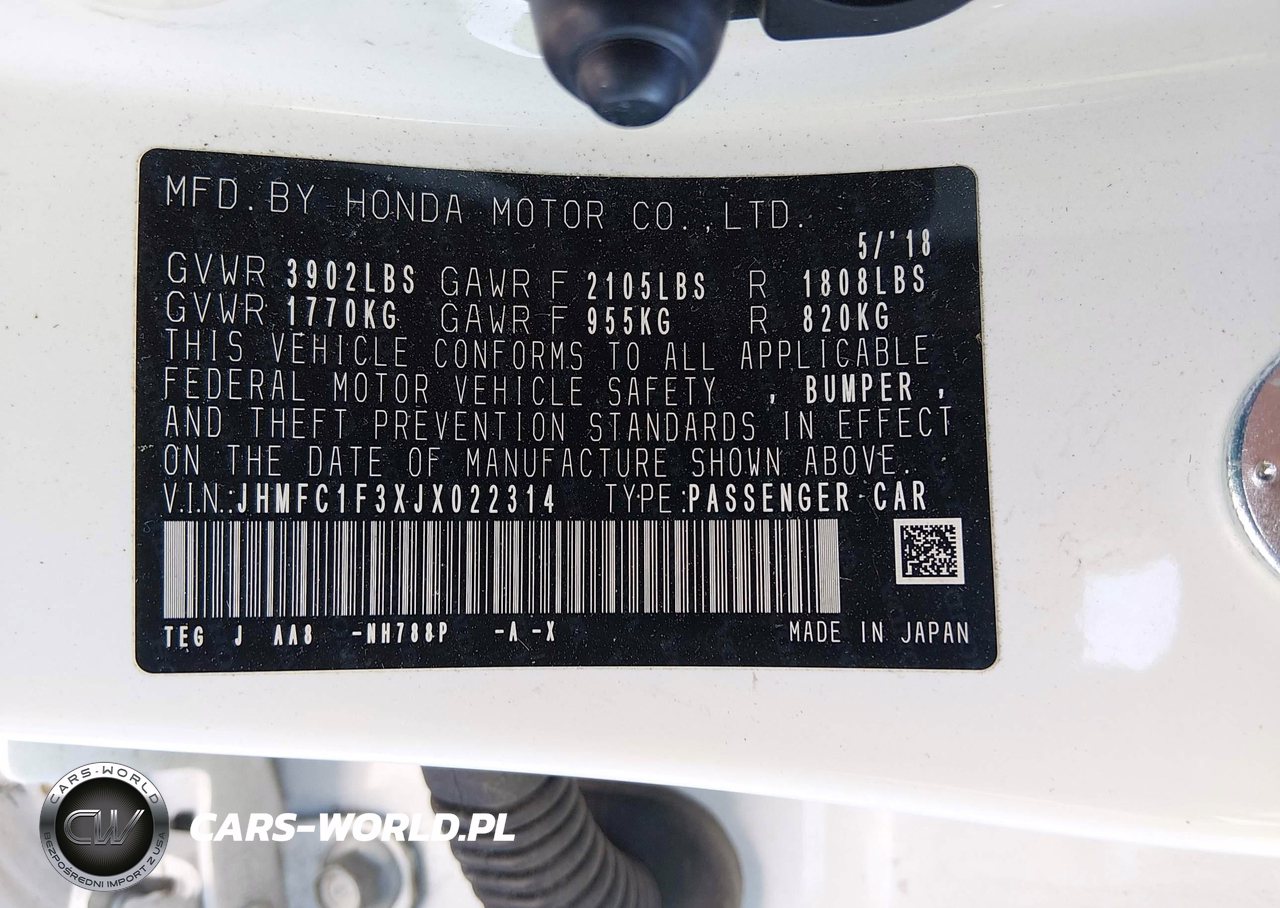 MFD. BY HONDA MOTOR CO., LTD.
5/'18
GVWR 3902LBS GAWR F 2105LBS R 1808LBS
GVWR 1770KG GAWR F 955KG R 820KG
THIS VEHICLE CONFORMS TO ALL APPLICABLE
FEDERAL MOTOR VEHICLE SAFETY , BUMPER ,
AND THEFT PREVENTION STANDARDS IN EFFECT
ON THE DATE OF MANUFACTURE SHOWN ABOVE.
V.I.N.:JHMFC1F3XJX022314 TYPE:PASSENGER CAR
TEG J AA8 -NH788P -A -X
MADE IN JAPAN
CARS-WORLD
CW
BEZPOŚREDNI IMPORT Z USA
CARS-WORLD.PL